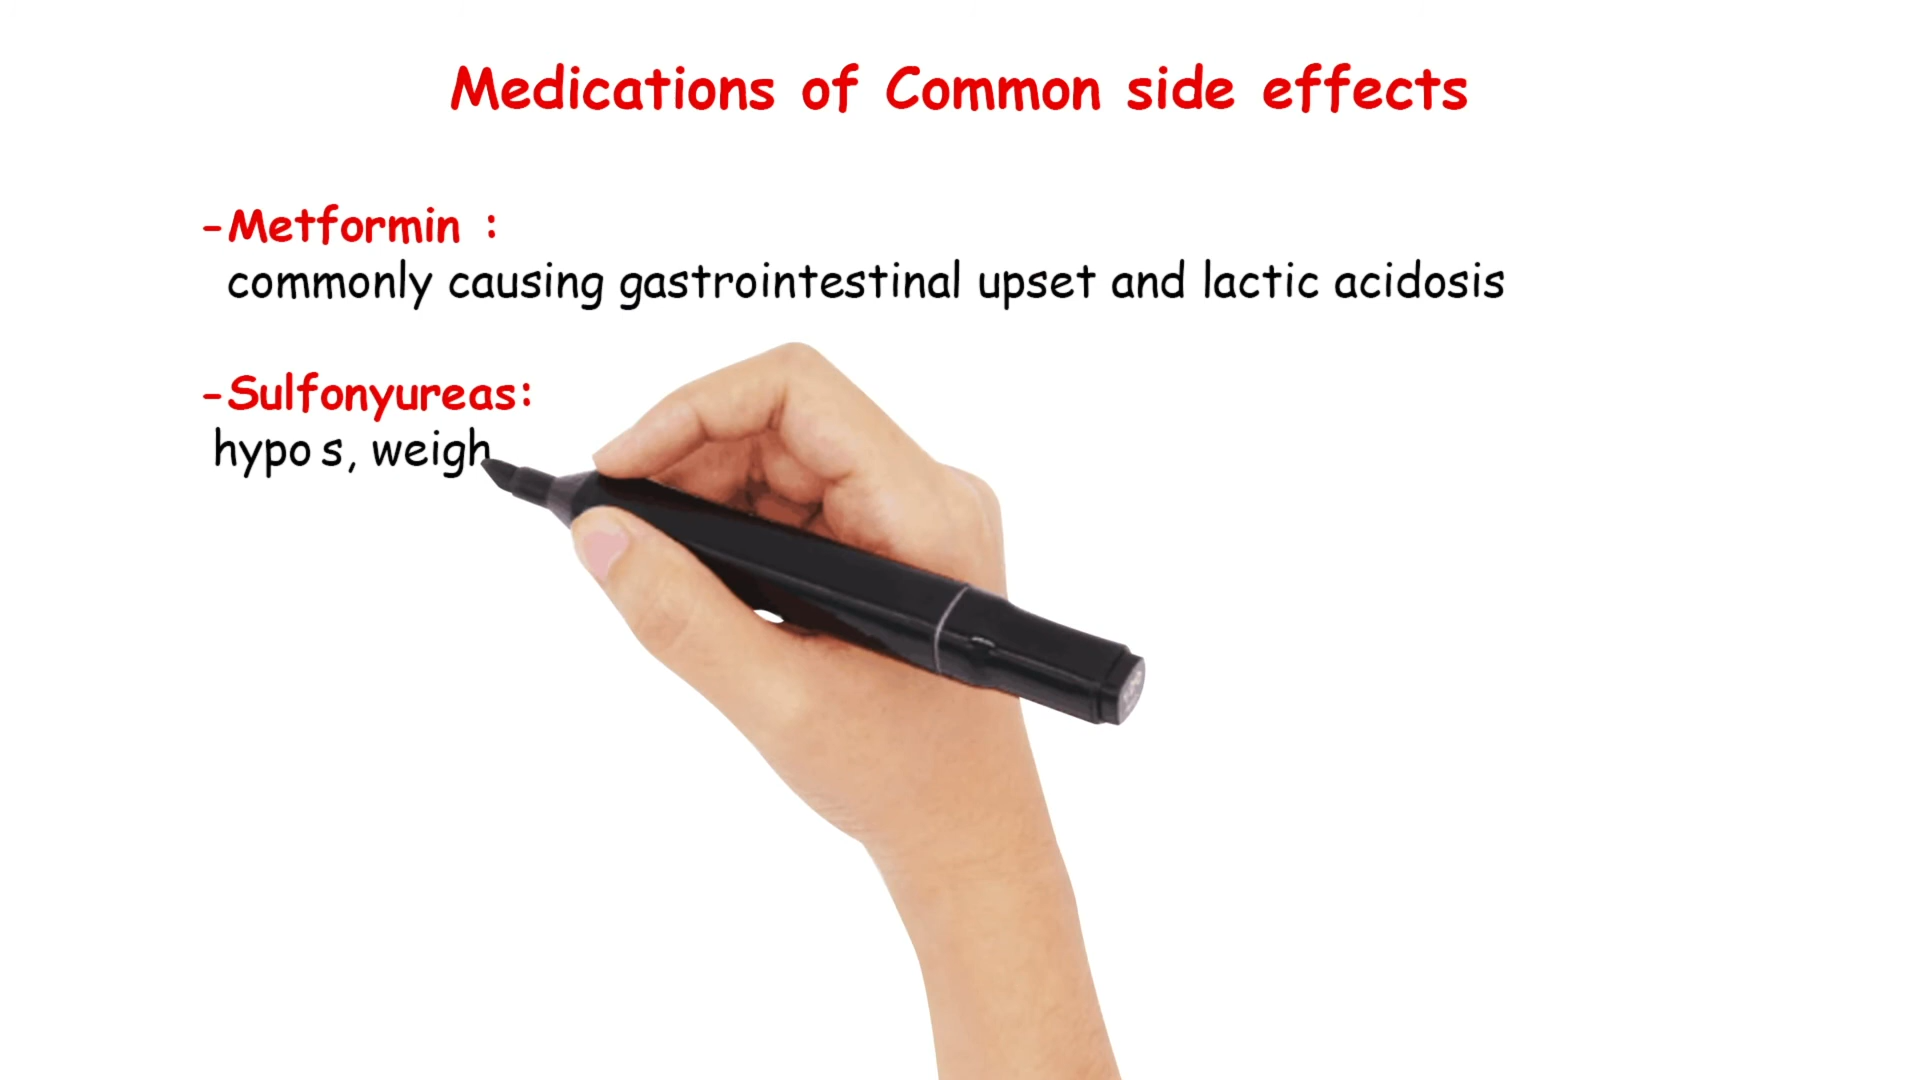 Medications of Common side effects
-Metformin :
commonly causing gastrointestinal upset and lactic acidosis
-Sulfonyureas:
hypo s, weigh